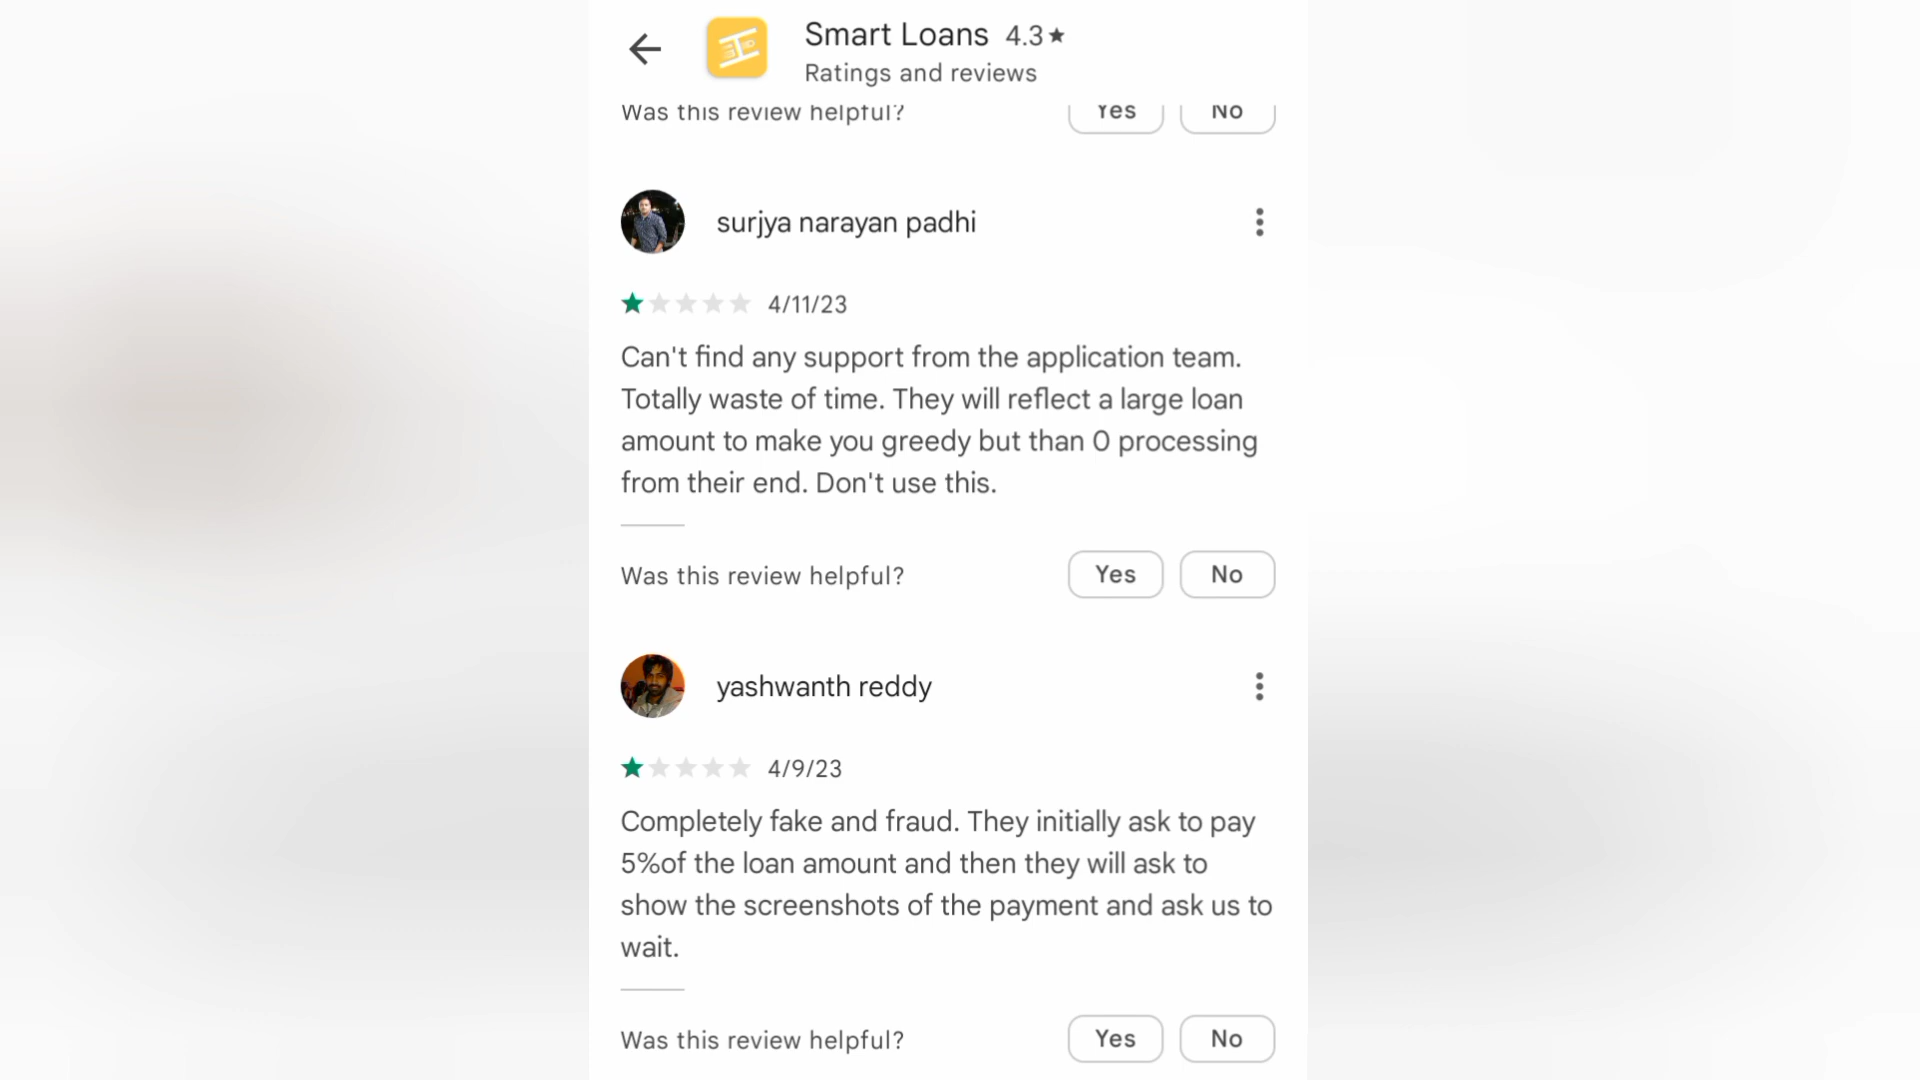 Smart Loans 4.3★
Ratings and reviews
Was this review helpful? Yes No
surjya narayan padhi
4/11/23
Can't find any support from the application team.
Totally waste of time. They will reflect a large loan
amount to make you greedy but than 0 processing
from their end. Don't use this.
Was this review helpful? Yes No
yashwanth reddy
4/9/23
Completely fake and fraud. They initially ask to pay
5%of the loan amount and then they will ask to
show the screenshots of the payment and ask us to
wait.
Was this review helpful? Yes No